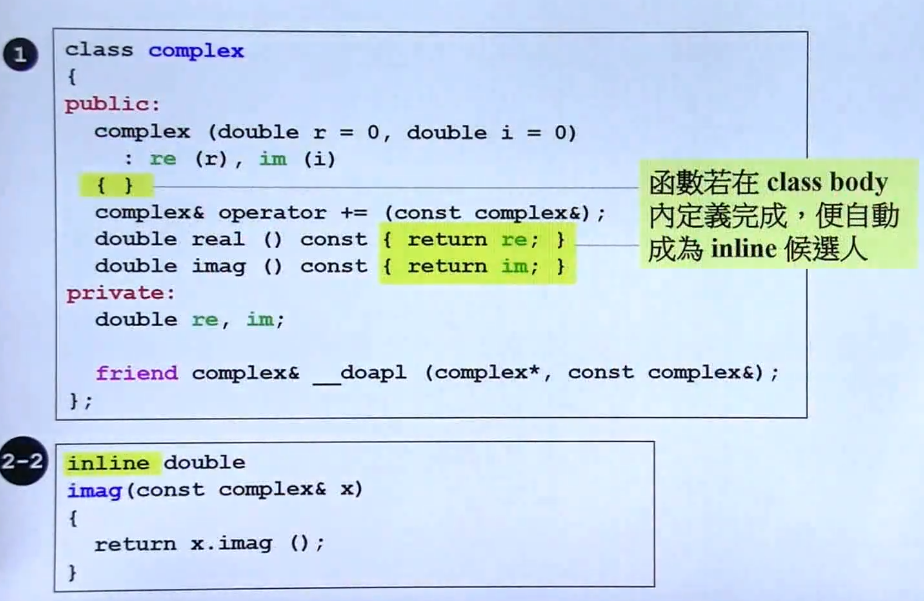 1
class complex
{
public:
complex (double r = 0, double i = 0)
: re (r), im (i)
{ }
complex& operator += (const complex&);
double real () const { return re; }
double imag () const { return im; }
private:
double re, im;
friend complex& __doapl (complex*, const complex&);
};
函數若在 class body
內定義完成，便自動
成為 inline 候選人
2-2
inline double
imag(const complex& x)
{
return x.imag ();
}